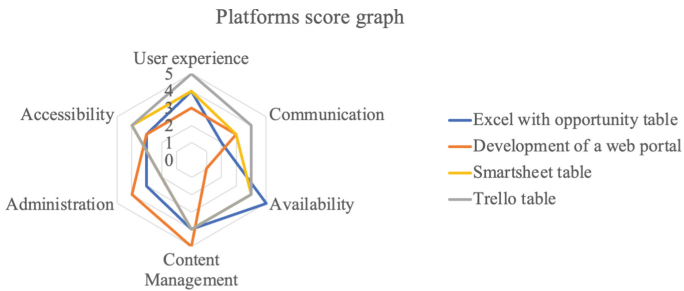 Platforms score graph
User experience
5
4
3
2
1
0
Accessibility
Communication
Administration
Availability
Content
Management
Excel with opportunity table
Development of a web portal
Smartsheet table
Trello table